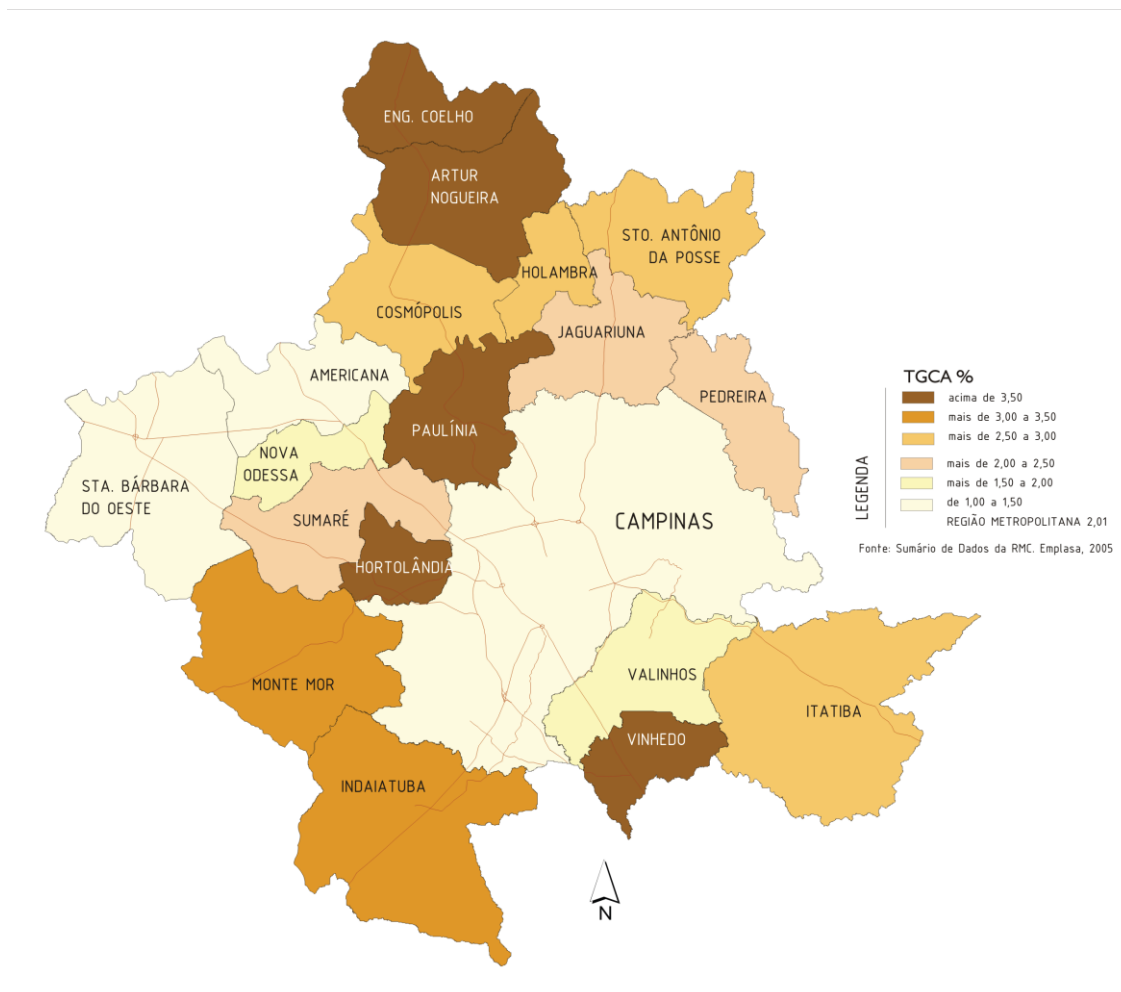 ENG. COELHO
ARTUR
NOGUEIRA
STO. ANTÔNIO
DA POSSE
HOLAMBRA
COSMÓPOLIS
JAGUARIUNA
AMERICANA
PEDREIRA
PAULÍNIA
NOVA
ODESSA
STA. BÁRBARA
DO OESTE
SUMARÉ
CAMPINAS
HORTOLÂNDIA
VALINHOS
MONTE MOR
ITATIBA
VINHEDO
INDAIATUBA
N
TGCA %
LEGENDA
acima de 3,50
mais de 3,00 a 3,50
mais de 2,50 a 3,00
mais de 2,00 a 2,50
mais de 1,50 a 2,00
de 1,00 a 1,50
REGIÃO METROPOLITANA 2,01
Fonte: Sumário de Dados da RMC. Emplasa, 2005